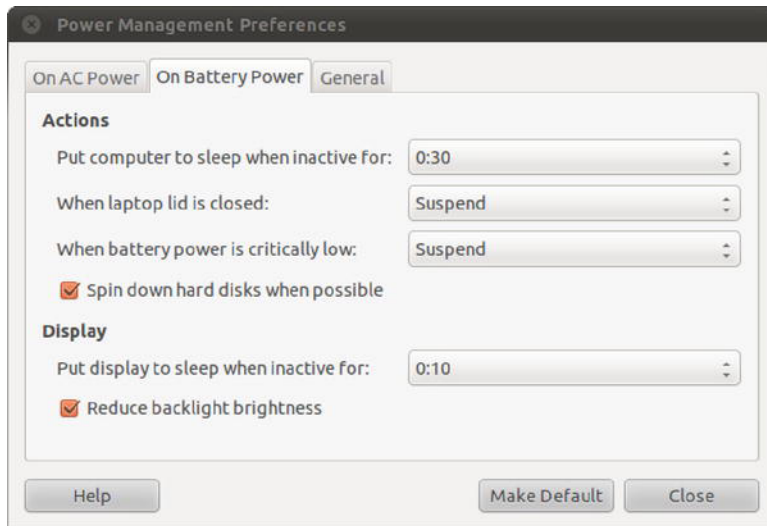 Power Management Preferences
On AC Power On Battery Power General
Actions
Put computer to sleep when inactive for: 0:30
When laptop lid is closed: Suspend
When battery power is critically low: Suspend
Spin down hard disks when possible
Display
Put display to sleep when inactive for: 0:10
Reduce backlight brightness
Help Make Default Close